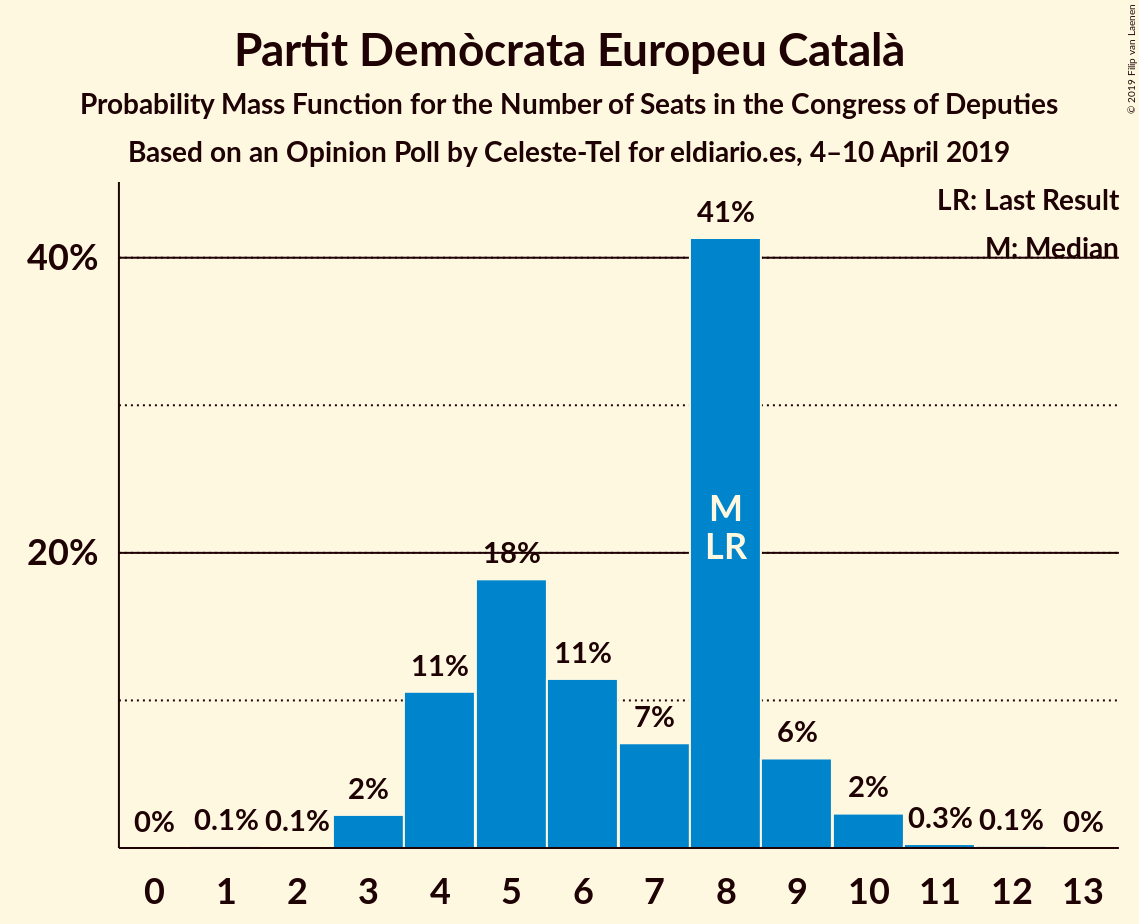 Partit Demòcrata Europeu Català
Probability Mass Function for the Number of Seats in the Congress of Deputies
Based on an Opinion Poll by Celeste-Tel for eldiario.es, 4–10 April 2019
© 2019 Filip van Laenen
LR: Last Result
M: Median
40%
20%
0%
0.1%
0.1%
2%
11%
18%
11%
7%
41%
M
LR
6%
2%
0.3%
0.1%
0%
0 1 2 3 4 5 6 7 8 9 10 11 12 13